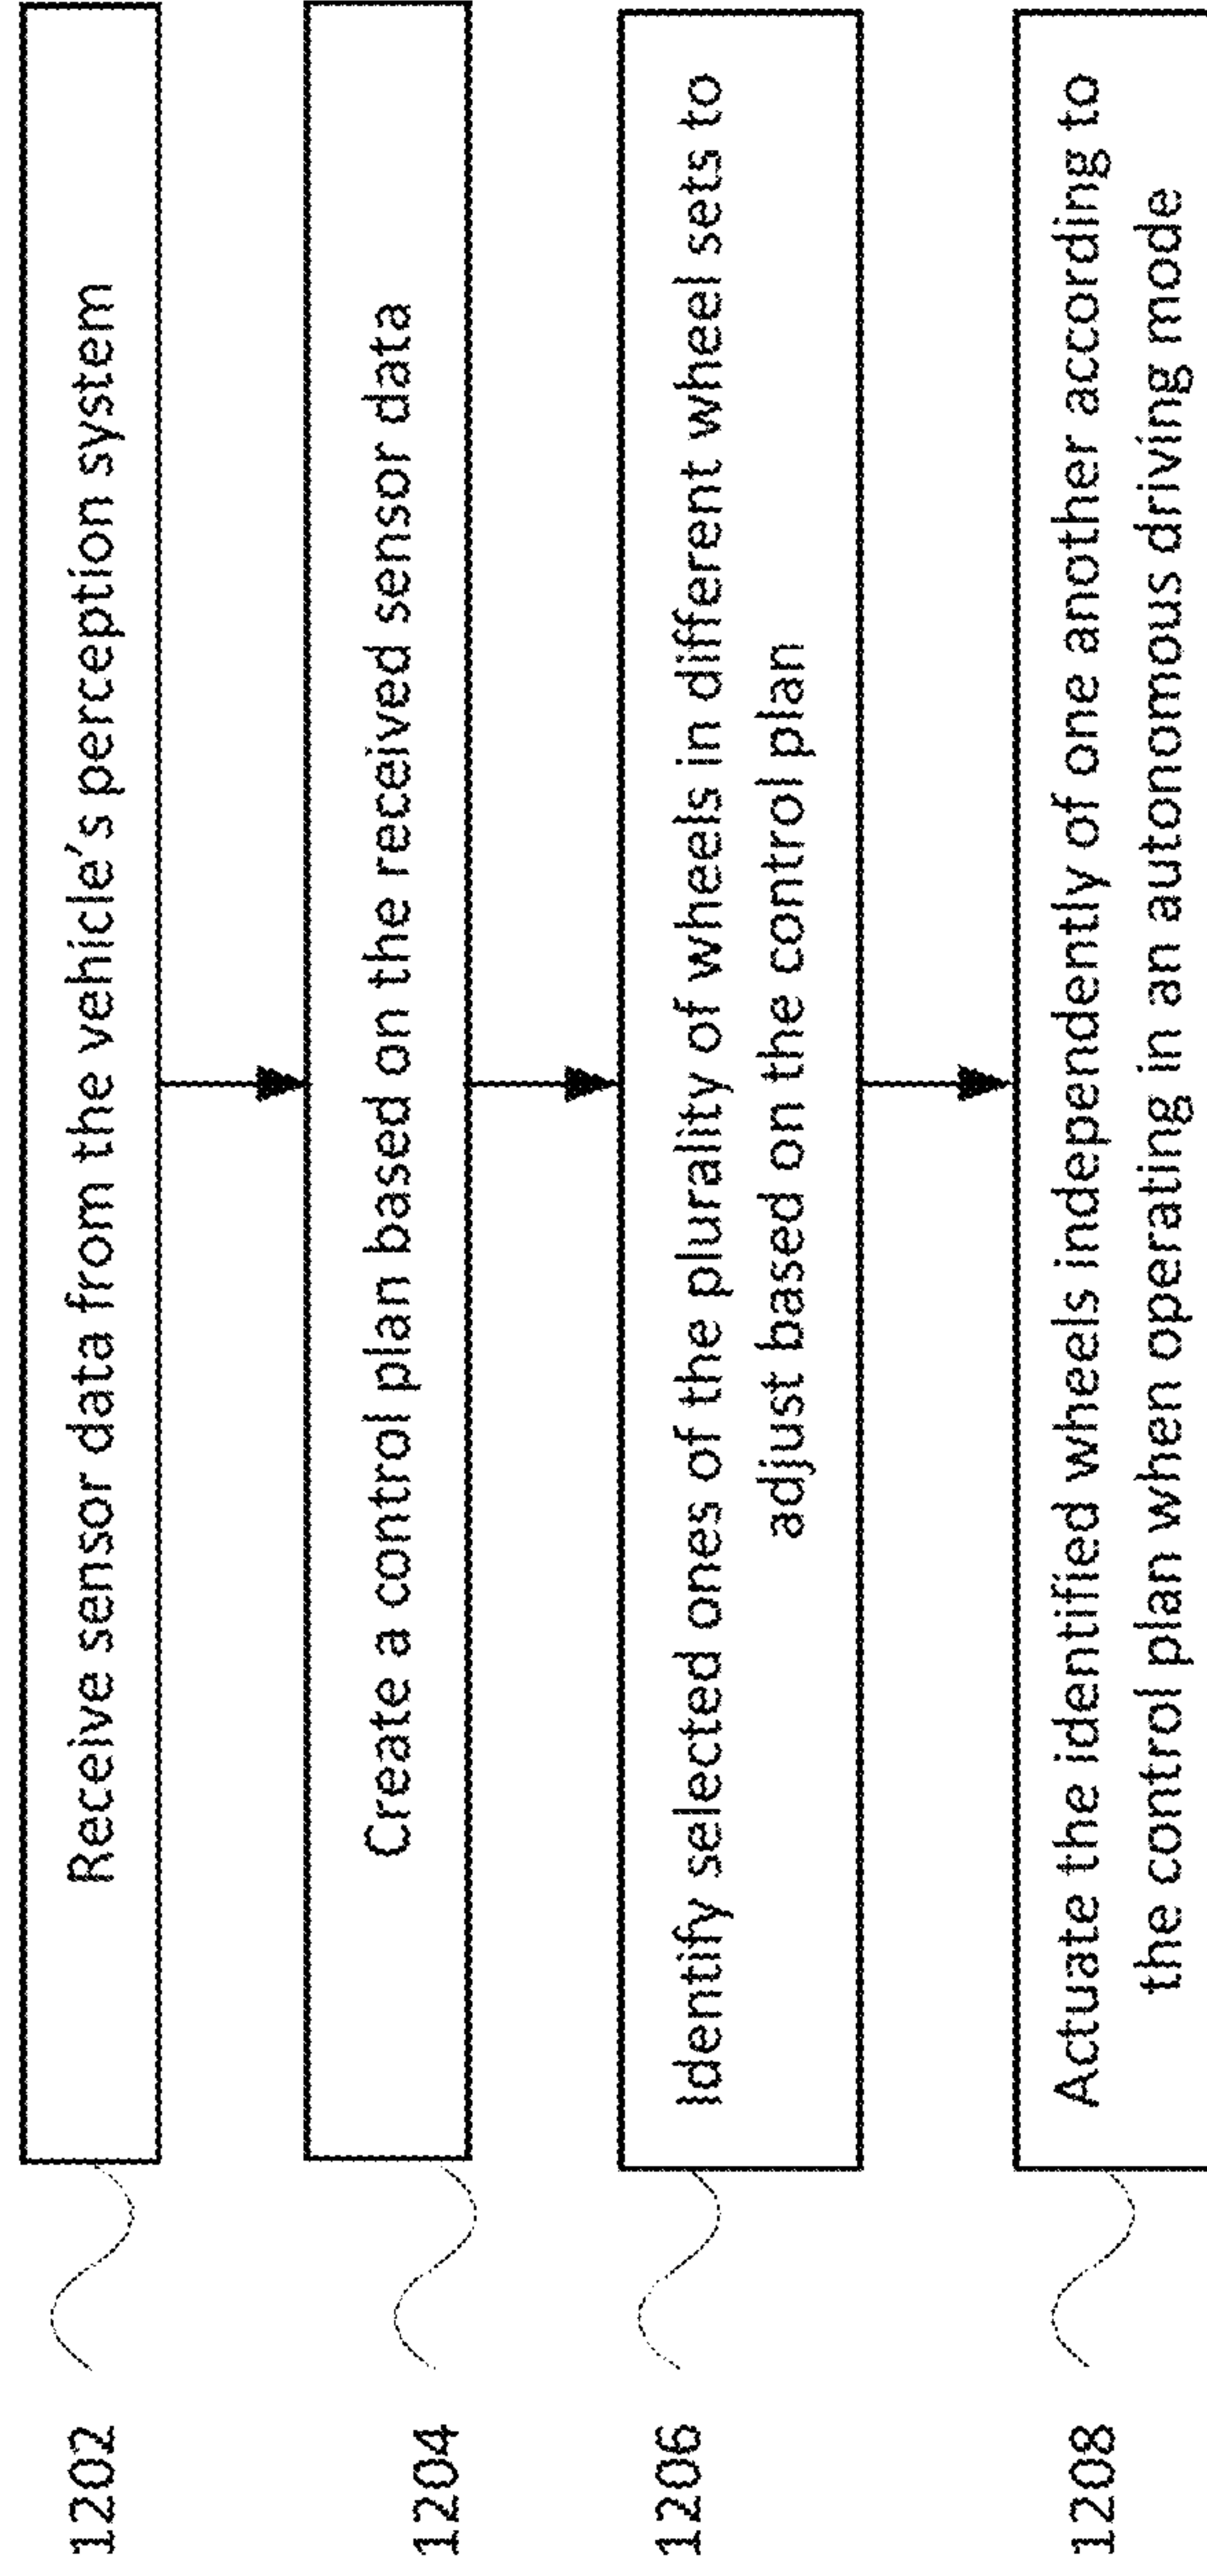 1202
Receive sensor data from the vehicle's perception system
1204
Create a control plan based on the received sensor data
1206
Identify selected ones of the plurality of wheels in different wheel sets to
adjust based on the control plan
1208
Actuate the identified wheels independently of one another according to
the control plan when operating in an autonomous driving mode